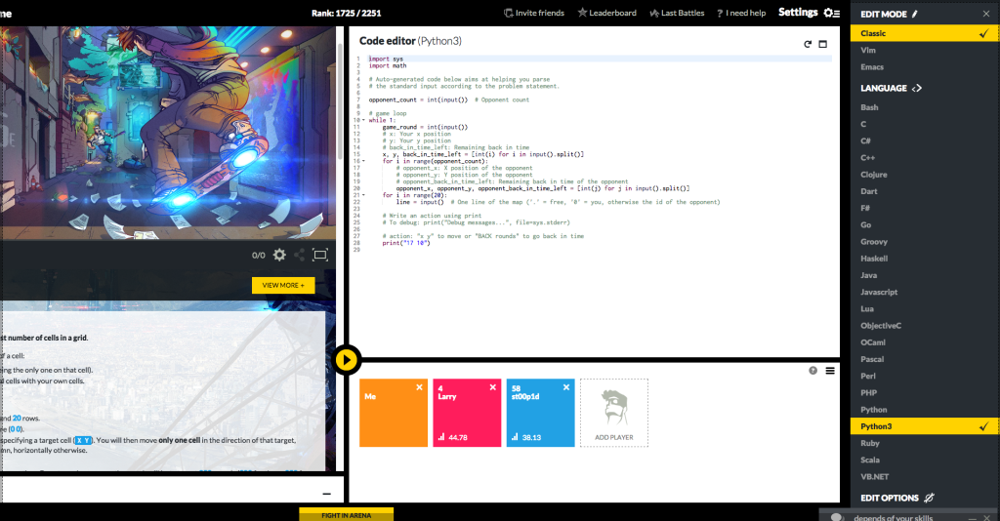 me
Rank: 1725 / 2251
Invite friends
Leaderboard
Last Battles
? I need help
Settings
0/0
VIEW MORE +
st number of cells in a grid.
of a cell:
eing the only one on that cell).
al cells with your own cells.
and 20 rows.
re (0 0).
specifying a target cell (X Y). You will then move only one cell in the direction of that target,
mn, horizontally otherwise.
Code editor (Python3)
1 import sys
2 import math
3
4 # Auto-generated code below aims at helping you parse
5 # the standard input according to the problem statement.
6
7 opponent_count = int(input())  # Opponent count
8
9 # game loop
10 while 1:
11     game_round = int(input())
12     # x: Your x position
13     # y: Your y position
14     # back_in_time_left: Remaining back in time
15     x, y, back_in_time_left = [int(i) for i in input().split()]
16     for i in range(opponent_count):
17         # opponent_x: X position of the opponent
18         # opponent_y: Y position of the opponent
19         # opponent_back_in_time_left: Remaining back in time of the opponent
20         opponent_x, opponent_y, opponent_back_in_time_left = [int(j) for j in input().split()]
21     for i in range(20):
22         line = input()  # One line of the map ('.' = free, '0' = you, otherwise the id of the opponent)
23
24     # Write an action using print
25     # To debug: print("Debug messages...", file=sys.stderr)
26
27     # action: "x y" to move or "BACK rounds" to go back in time
28     print("17 10")
29
?
Me
4
Larry
44.78
58
st00p1d
38.13
ADD PLAYER
FIGHT IN ARENA
EDIT MODE
Classic
Vim
Emacs
LANGUAGE <>
Bash
C
C#
C++
Clojure
Dart
F#
Go
Groovy
Haskell
Java
Javascript
Lua
ObjectiveC
OCaml
Pascal
Perl
PHP
Python
Python3
Ruby
Scala
VB.NET
EDIT OPTIONS
depends of your skills